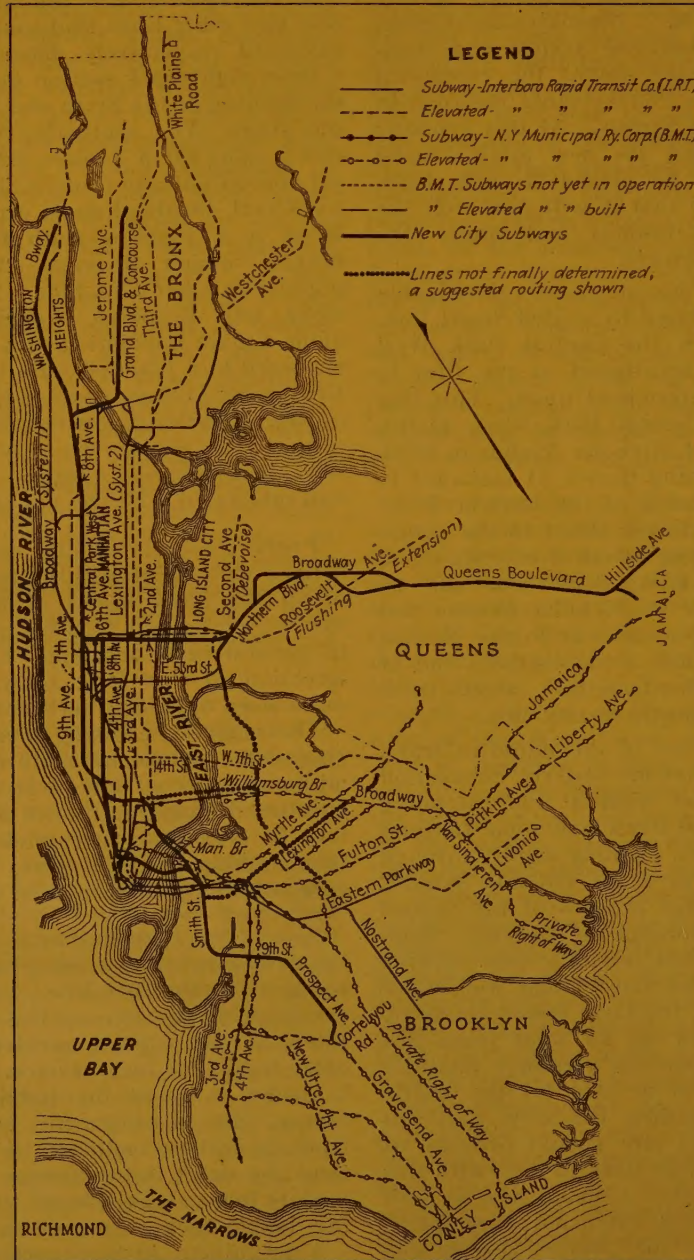 LEGEND
Subway-Interboro Rapid Transit Co.(I.R.T.)
Elevated- " " " " "
Subway- N.Y Municipal Ry. Corp.(B.M.T.)
Elevated- " " " " "
B.M.T. Subways not yet in operation
" Elevated " " built
New City Subways
Lines not finally determined,
a suggested routing shown
White Plains
Road
Bway.
WASHINGTON
HEIGHTS
Jerome Ave.
Grand Blvd. & Concourse
Third Ave.
THE BRONX
Westchester
Ave.
HUDSON RIVER
Broadway (System 1)
8th Ave.
Central Park West
MANHATTAN
Lexington Ave. (Syst. 2)
2nd Ave.
LONG ISLAND CITY
Second Ave
(Debevoise)
Broadway
Northern Blvd.
Roosevelt Ave
(Flushing Extension)
Queens Boulevard
Hillside Ave
JAMAICA
9th Ave.
7th Ave.
6th Ave.
4th Ave.
3rd Ave.
E. 53rd St.
EAST RIVER
QUEENS
14th St.
W. 7th St.
Williamsburg Br
Broadway
Jamaica
Liberty Ave
Pitkin Ave
Myrtle Ave.
Lexington Ave.
Fulton St.
Man. Br
Van Sinderen
Ave
Livonia
Ave
Eastern Parkway
Private
Right of Way
Smith St.
9th St.
Prospect Ave.
Nostrand Ave.
BROOKLYN
Cortelyou
Rd.
Private Right of Way
UPPER
BAY
3rd Ave.
4th Ave.
New Utrecht Ave.
Gravesend Ave.
THE NARROWS
RICHMOND
CONEY ISLAND